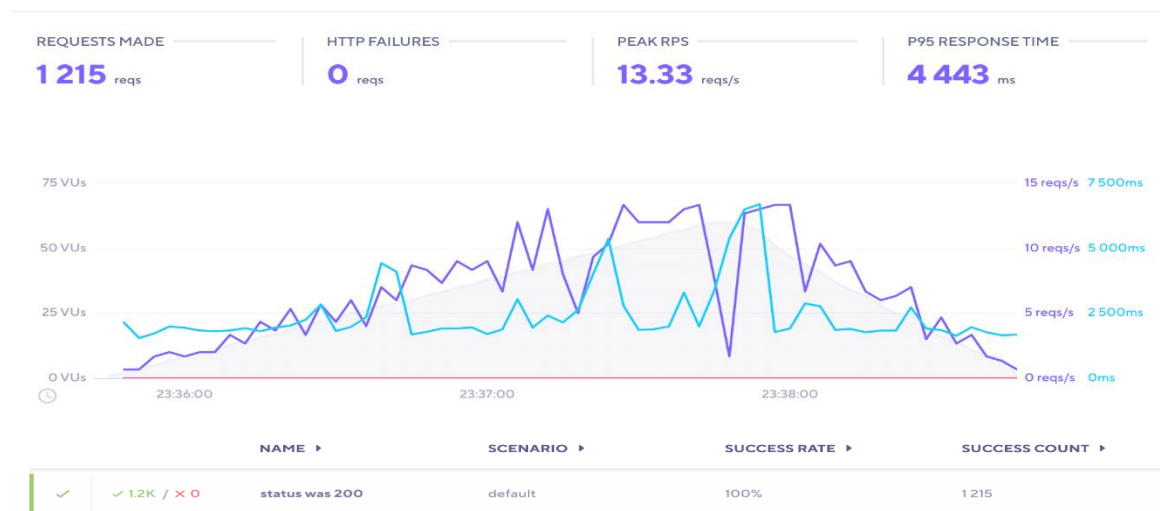 REQUESTS MADE
1 215 reqs
HTTP FAILURES
0 reqs
PEAK RPS
13.33 reqs/s
P95 RESPONSE TIME
4 443 ms
75 VUs
15 reqs/s 7 500ms
50 VUs
10 reqs/s 5 000ms
25 VUs
5 reqs/s 2 500ms
0 VUs
0 reqs/s 0ms
23:36:00 23:37:00 23:38:00
NAME SCENARIO SUCCESS RATE SUCCESS COUNT
✓ ✓ 1.2K / ✕ 0 status was 200 default 100% 1 215